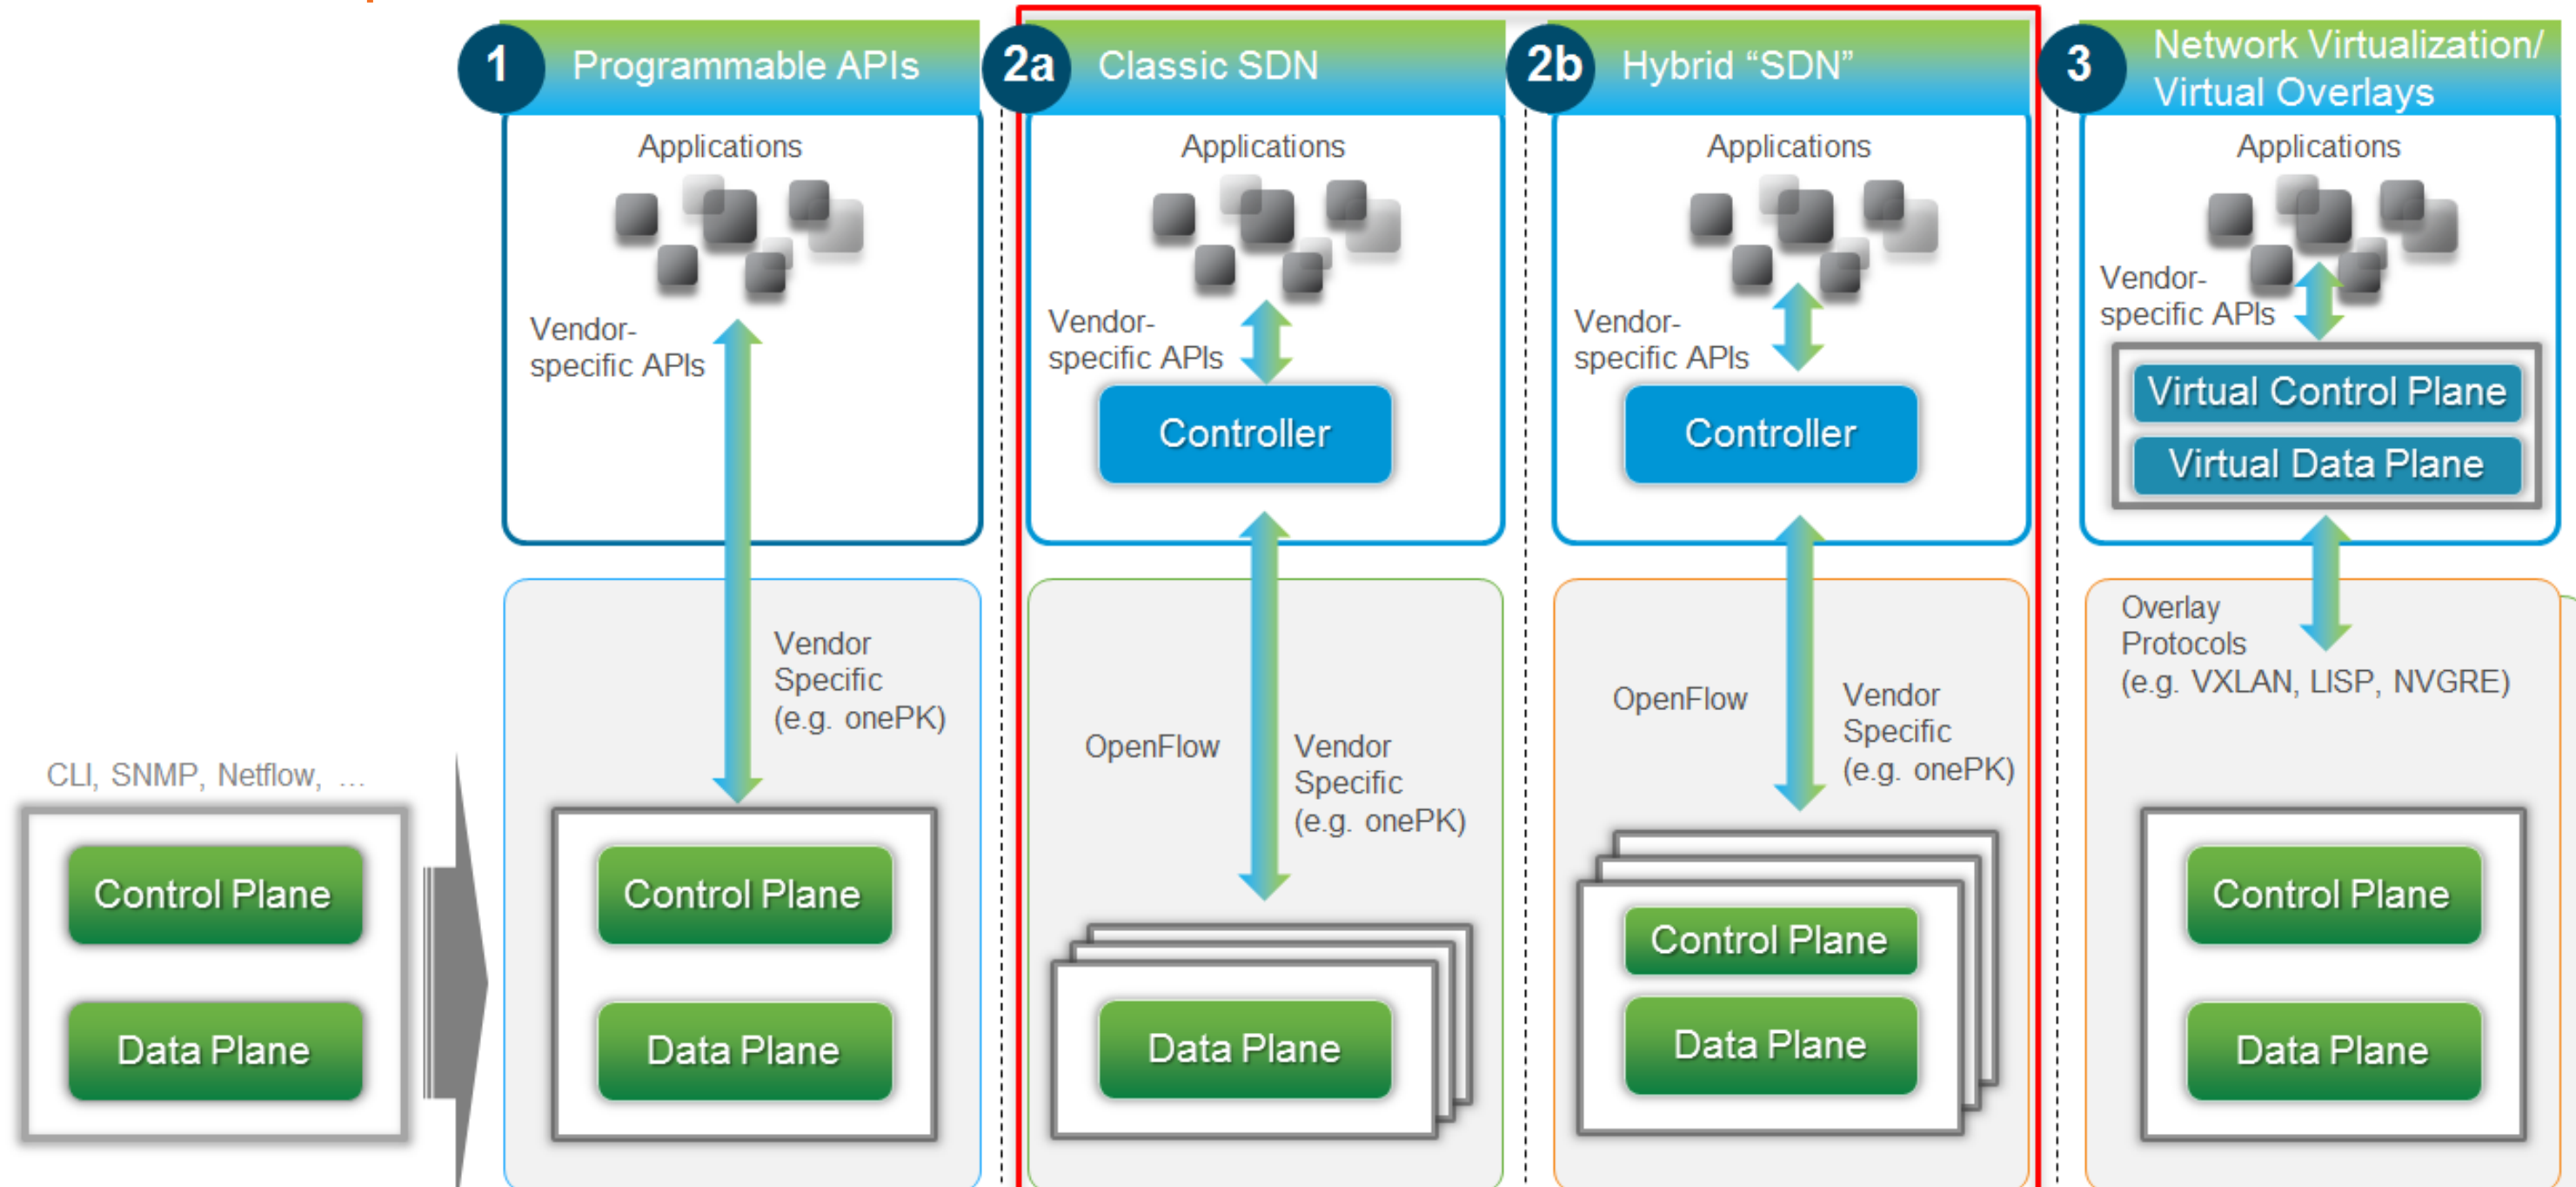 1
Programmable APIs
Applications
Vendor-
specific APIs
Vendor
Specific
(e.g. onePK)
CLI, SNMP, Netflow, ...
Control Plane
Data Plane
Control Plane
Data Plane
2a
Classic SDN
Applications
Vendor-
specific APIs
Controller
OpenFlow
Vendor
Specific
(e.g. onePK)
Data Plane
2b
Hybrid “SDN”
Applications
Vendor-
specific APIs
Controller
OpenFlow
Vendor
Specific
(e.g. onePK)
Control Plane
Data Plane
3
Network Virtualization/
Virtual Overlays
Applications
Vendor-
specific APIs
Virtual Control Plane
Virtual Data Plane
Overlay
Protocols
(e.g. VXLAN, LISP, NVGRE)
Control Plane
Data Plane